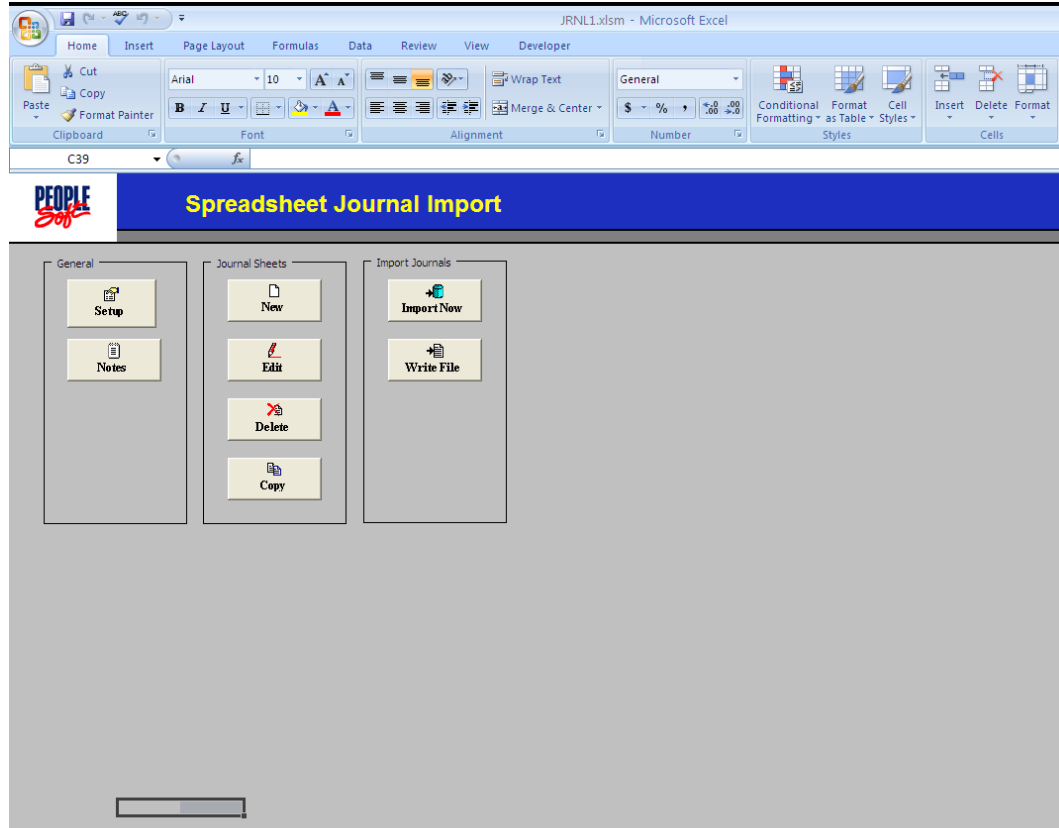 JRNL1.xlsm - Microsoft Excel
Home Insert Page Layout Formulas Data Review View Developer
Cut
Copy
Format Painter
Paste
Clipboard
Arial 10 A A
B I U A
Font
Wrap Text
Merge & Center
Alignment
General
$ % , .0 .00 .00 .0
Number
Conditional Formatting
Format as Table
Cell Styles
Styles
Insert Delete Format
Cells
C39 fx
PEOPLE
Soft
Spreadsheet Journal Import
General
Setup
Notes
Journal Sheets
New
Edit
Delete
Copy
Import Journals
Import Now
Write File